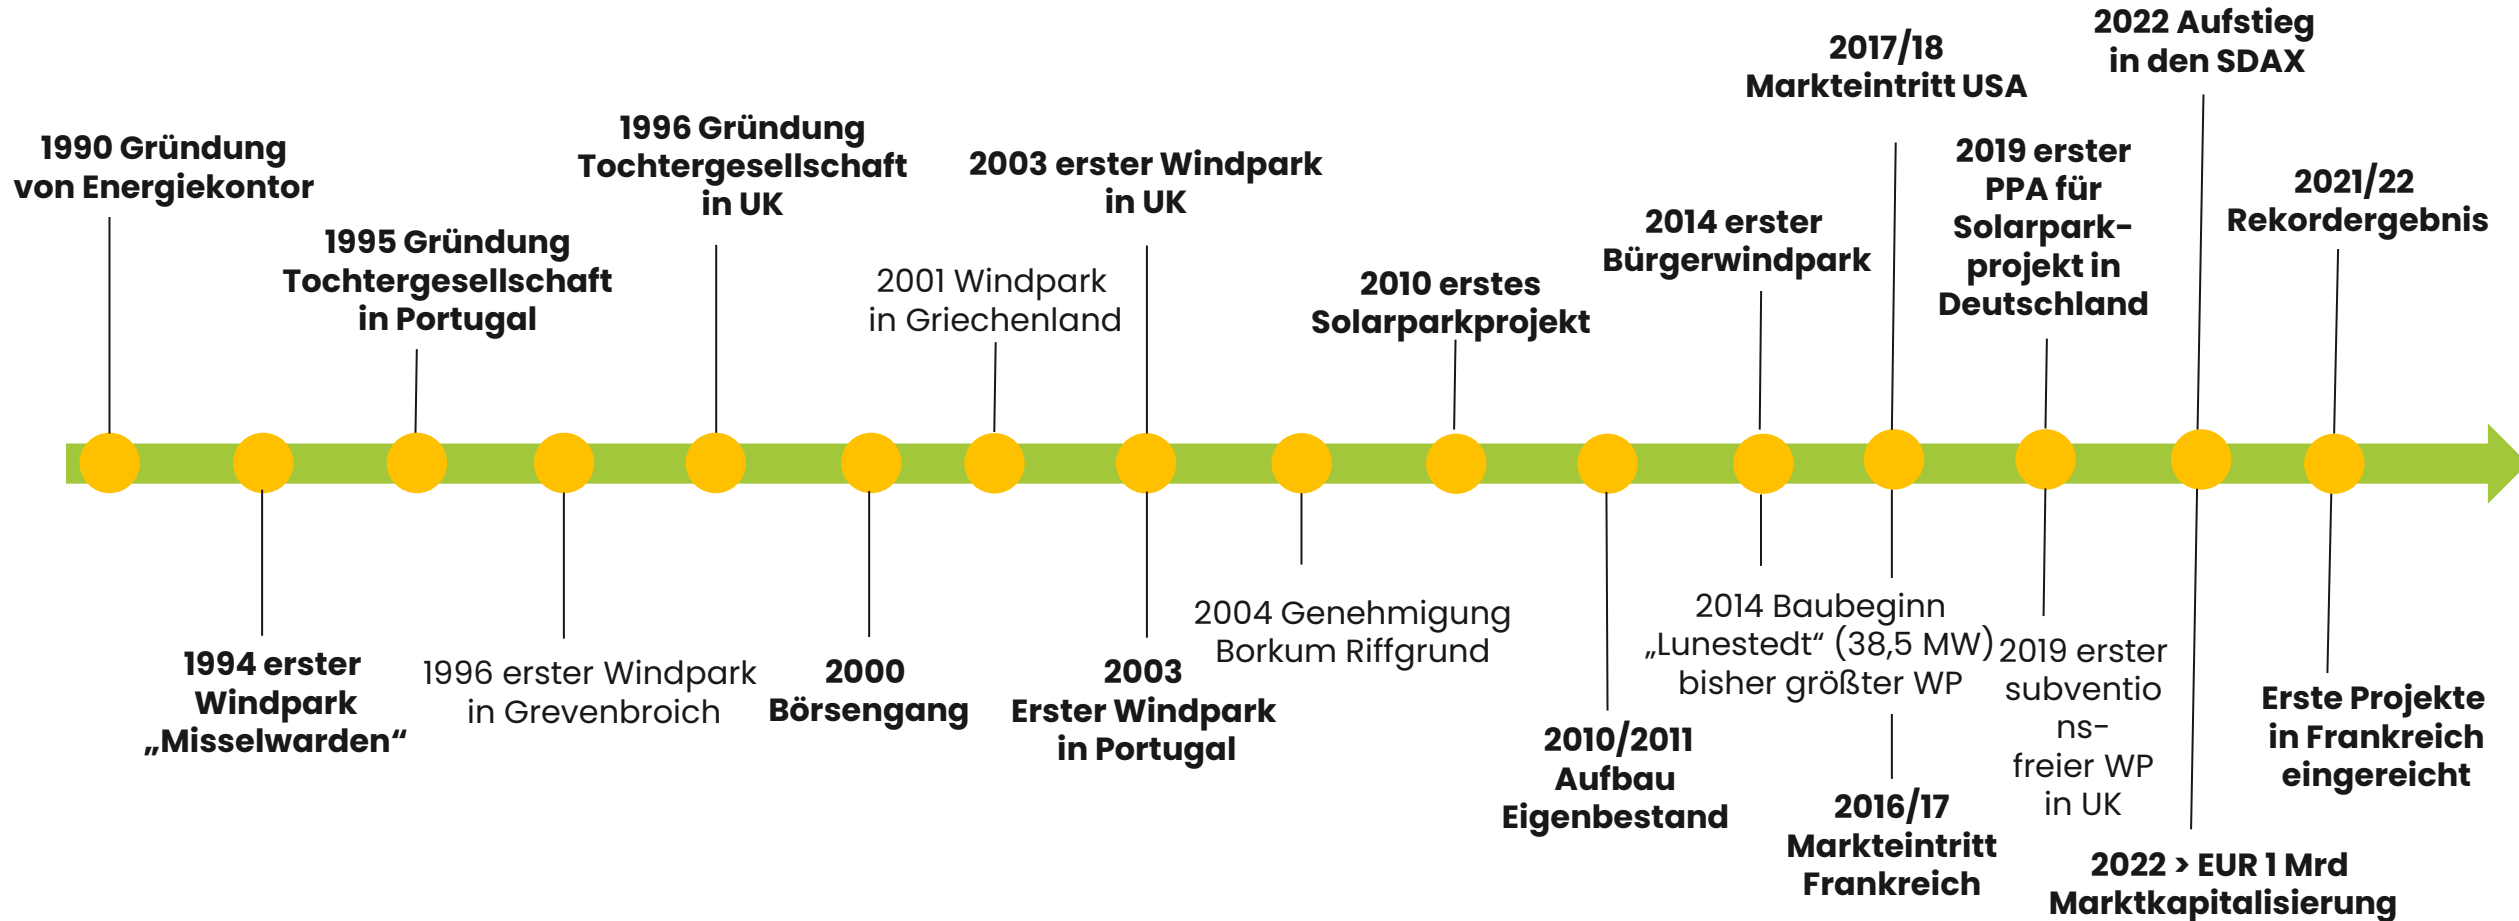 1990 Gründung
von Energiekontor
1994 erster
Windpark
„Misselwarden“
1995 Gründung
Tochtergesellschaft
in Portugal
1996 erster Windpark
in Grevenbroich
1996 Gründung
Tochtergesellschaft
in UK
2000
Börsengang
2001 Windpark
in Griechenland
2003 erster Windpark
in UK
2003
Erster Windpark
in Portugal
2004 Genehmigung
Borkum Riffgrund
2010 erstes
Solarparkprojekt
2010/2011
Aufbau
Eigenbestand
2014 erster
Bürgerwindpark
2014 Baubeginn
„Lunestedt“ (38,5 MW)
bisher größter WP
2017/18
Markteintritt USA
2016/17
Markteintritt
Frankreich
2019 erster
PPA für
Solarpark-
projekt in
Deutschland
2019 erster
subventio
ns-
freier WP
in UK
2022 Aufstieg
in den SDAX
2022 > EUR 1 Mrd
Marktkapitalisierung
2021/22
Rekordergebnis
Erste Projekte
in Frankreich
eingereicht